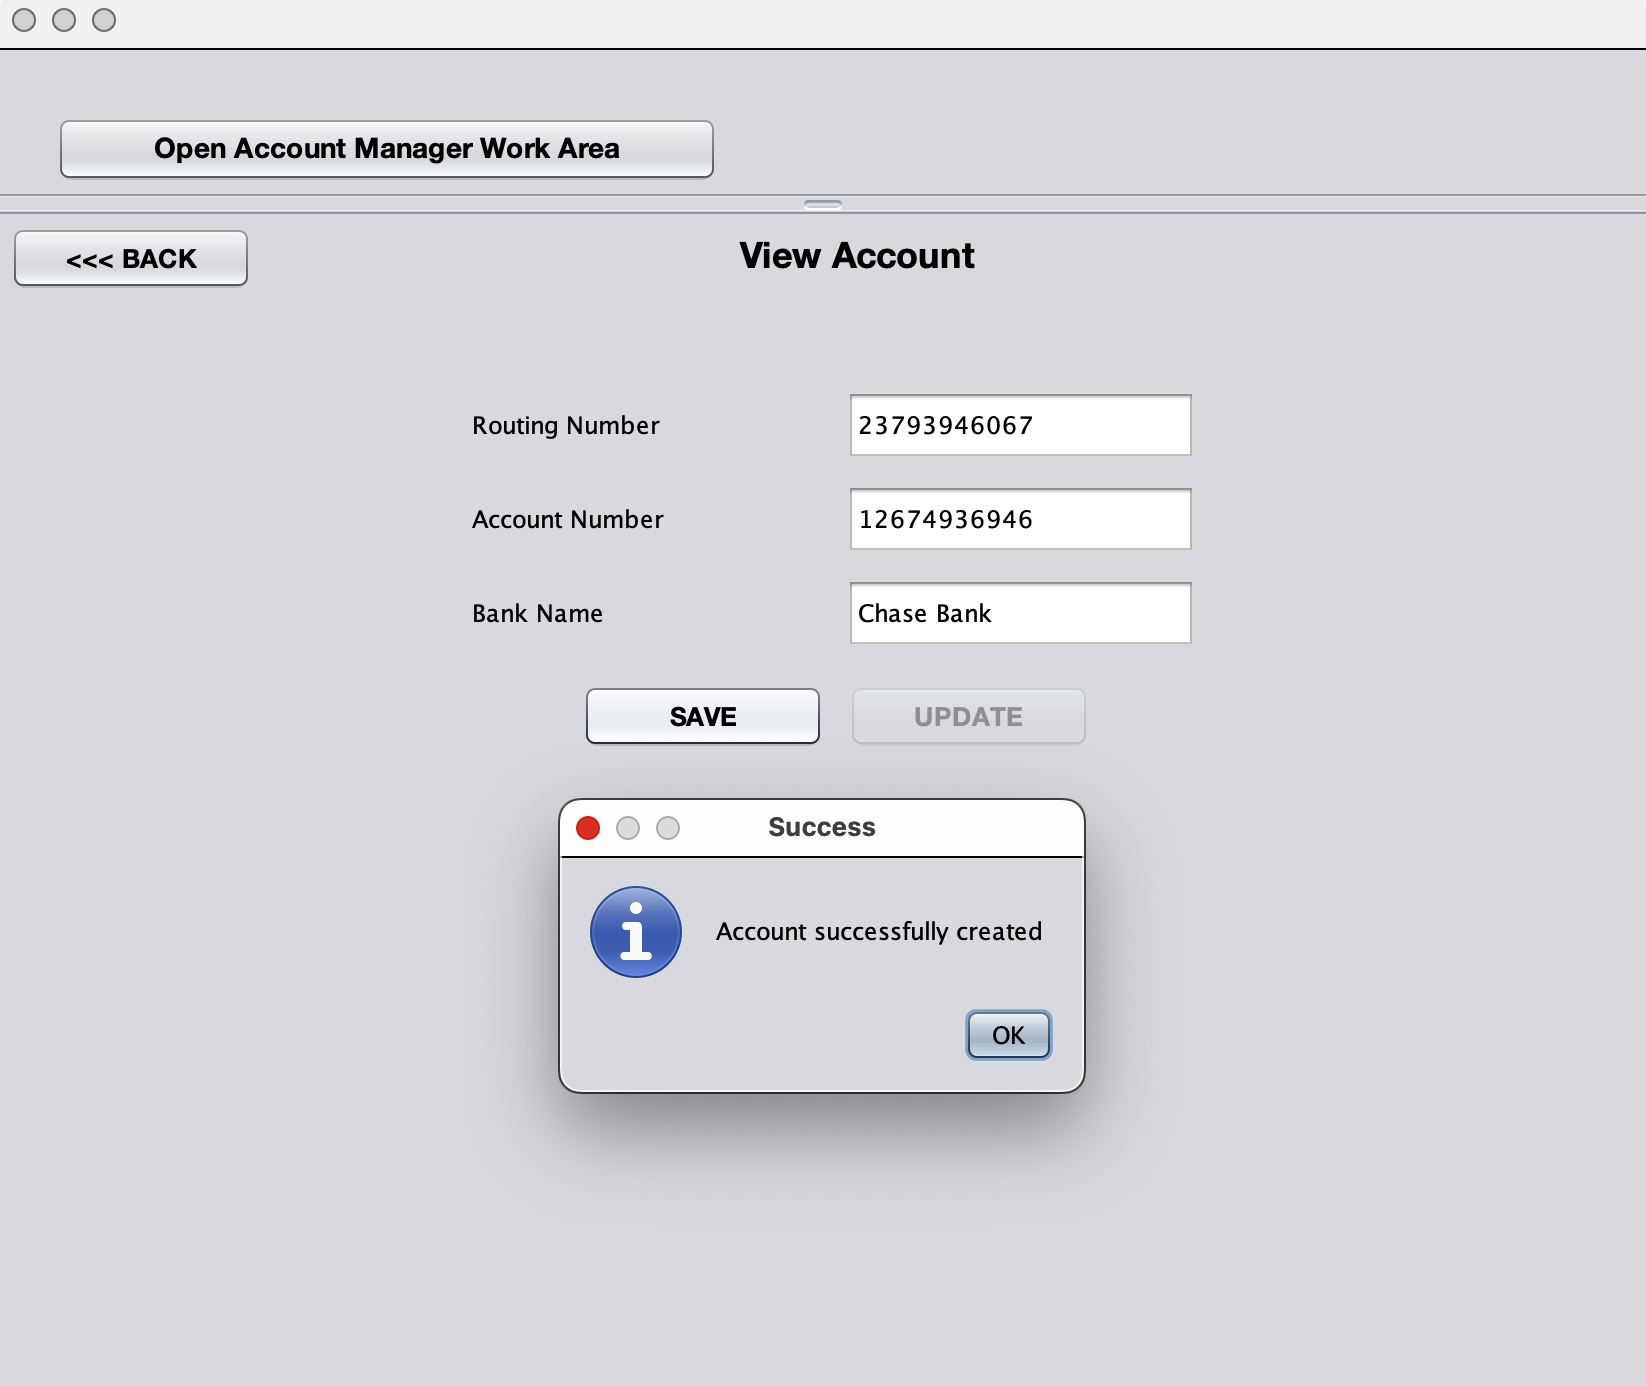 Open Account Manager Work Area
<<< BACK
View Account
Routing Number
23793946067
Account Number
12674936946
Bank Name
Chase Bank
SAVE
UPDATE
Success
Account successfully created
OK